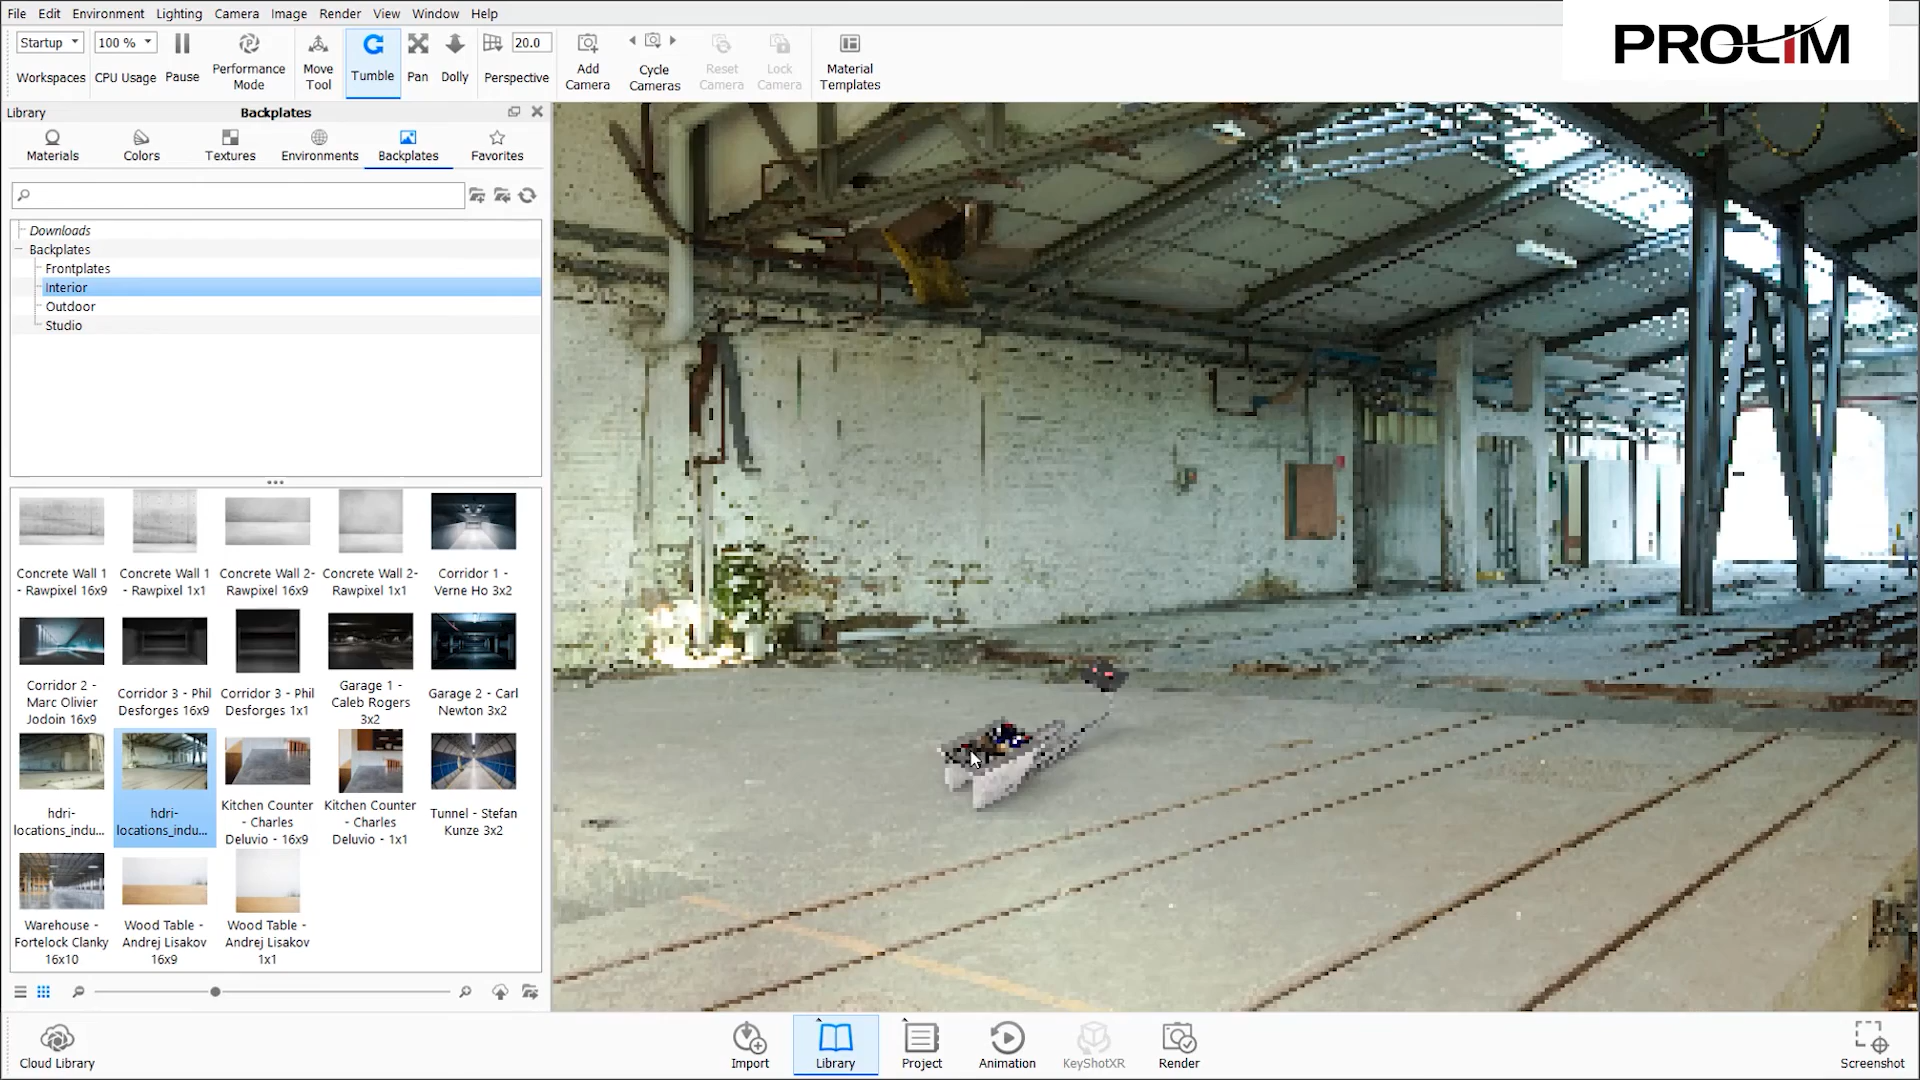 File Edit Environment Lighting Camera Image Render View Window Help
PROLIM
Startup 100 % 20.0
Workspaces CPU Usage Pause Performance Mode Move Tool Tumble Pan Dolly Perspective Add Camera Cycle Cameras Reset Camera Lock Camera Material Templates
Library Backplates
Materials Colors Textures Environments Backplates Favorites
Downloads
Backplates
Frontplates
Interior
Outdoor
Studio
Concrete Wall 1 - Rawpixel 16x9
Concrete Wall 1 - Rawpixel 1x1
Concrete Wall 2- Rawpixel 16x9
Concrete Wall 2- Rawpixel 1x1
Corridor 1 - Verne Ho 3x2
Corridor 2 - Marc Olivier Jodoin 16x9
Corridor 3 - Phil Desforges 16x9
Corridor 3 - Phil Desforges 1x1
Garage 1 - Caleb Rogers 3x2
Garage 2 - Carl Newton 3x2
hdri-locations_indu...
hdri-locations_indu...
Kitchen Counter - Charles Deluvio - 16x9
Kitchen Counter - Charles Deluvio - 1x1
Tunnel - Stefan Kunze 3x2
Warehouse - Fortelock Clanky 16x10
Wood Table - Andrej Lisakov 16x9
Wood Table - Andrej Lisakov 1x1
Cloud Library Import Library Project Animation KeyShotXR Render Screenshot